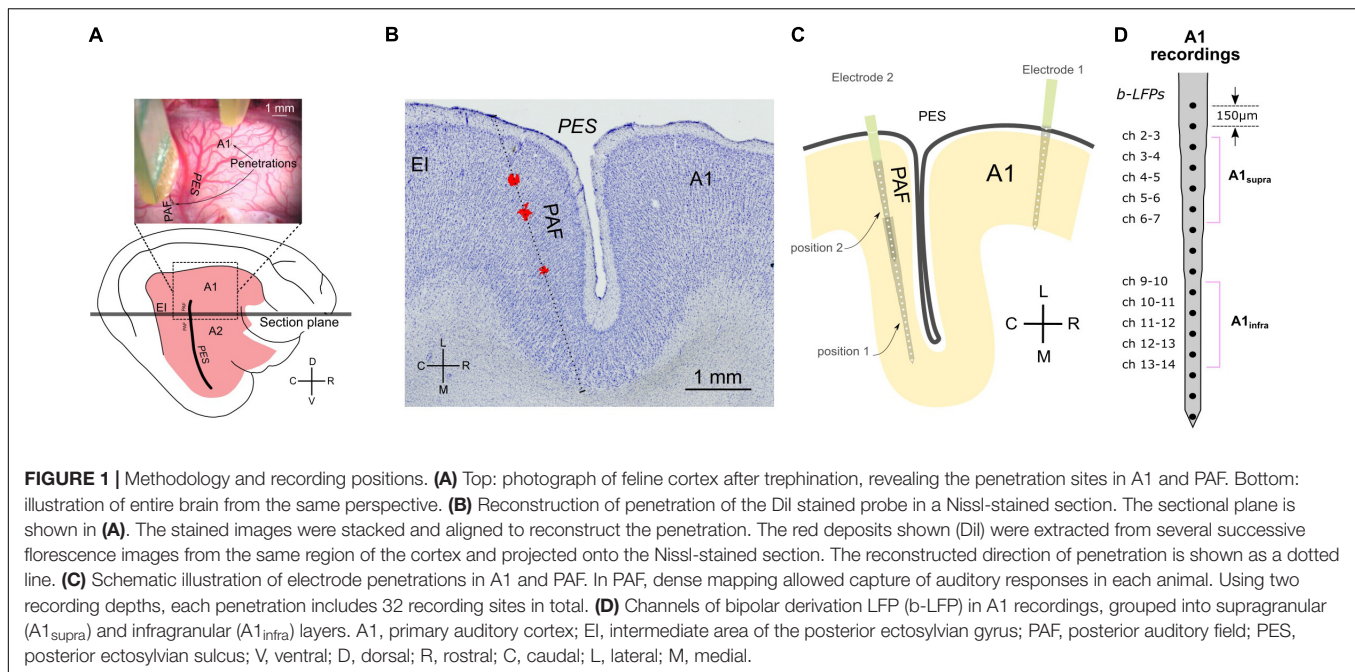 A
1 mm
A1
Penetrations
PES
PAF
A1
EI
PAF
PAF
A2
PES
Section plane
D
C R
V
B
PES
EI
A1
PAF
L
C R
M
1 mm
C
Electrode 2
Electrode 1
PES
PAF
A1
position 2
position 1
L
C R
M
D
A1
recordings
b-LFPs
150µm
ch 2-3
ch 3-4
ch 4-5
ch 5-6
ch 6-7
A1supra
ch 9-10
ch 10-11
ch 11-12
ch 12-13
ch 13-14
A1infra
FIGURE 1 | Methodology and recording positions. (A) Top: photograph of feline cortex after trephination, revealing the penetration sites in A1 and PAF. Bottom:
illustration of entire brain from the same perspective. (B) Reconstruction of penetration of the DiI stained probe in a Nissl-stained section. The sectional plane is
shown in (A). The stained images were stacked and aligned to reconstruct the penetration. The red deposits shown (DiI) were extracted from several successive
florescence images from the same region of the cortex and projected onto the Nissl-stained section. The reconstructed direction of penetration is shown as a dotted
line. (C) Schematic illustration of electrode penetrations in A1 and PAF. In PAF, dense mapping allowed capture of auditory responses in each animal. Using two
recording depths, each penetration includes 32 recording sites in total. (D) Channels of bipolar derivation LFP (b-LFP) in A1 recordings, grouped into supragranular
(A1supra) and infragranular (A1infra) layers. A1, primary auditory cortex; EI, intermediate area of the posterior ectosylvian gyrus; PAF, posterior auditory field; PES,
posterior ectosylvian sulcus; V, ventral; D, dorsal; R, rostral; C, caudal; L, lateral; M, medial.